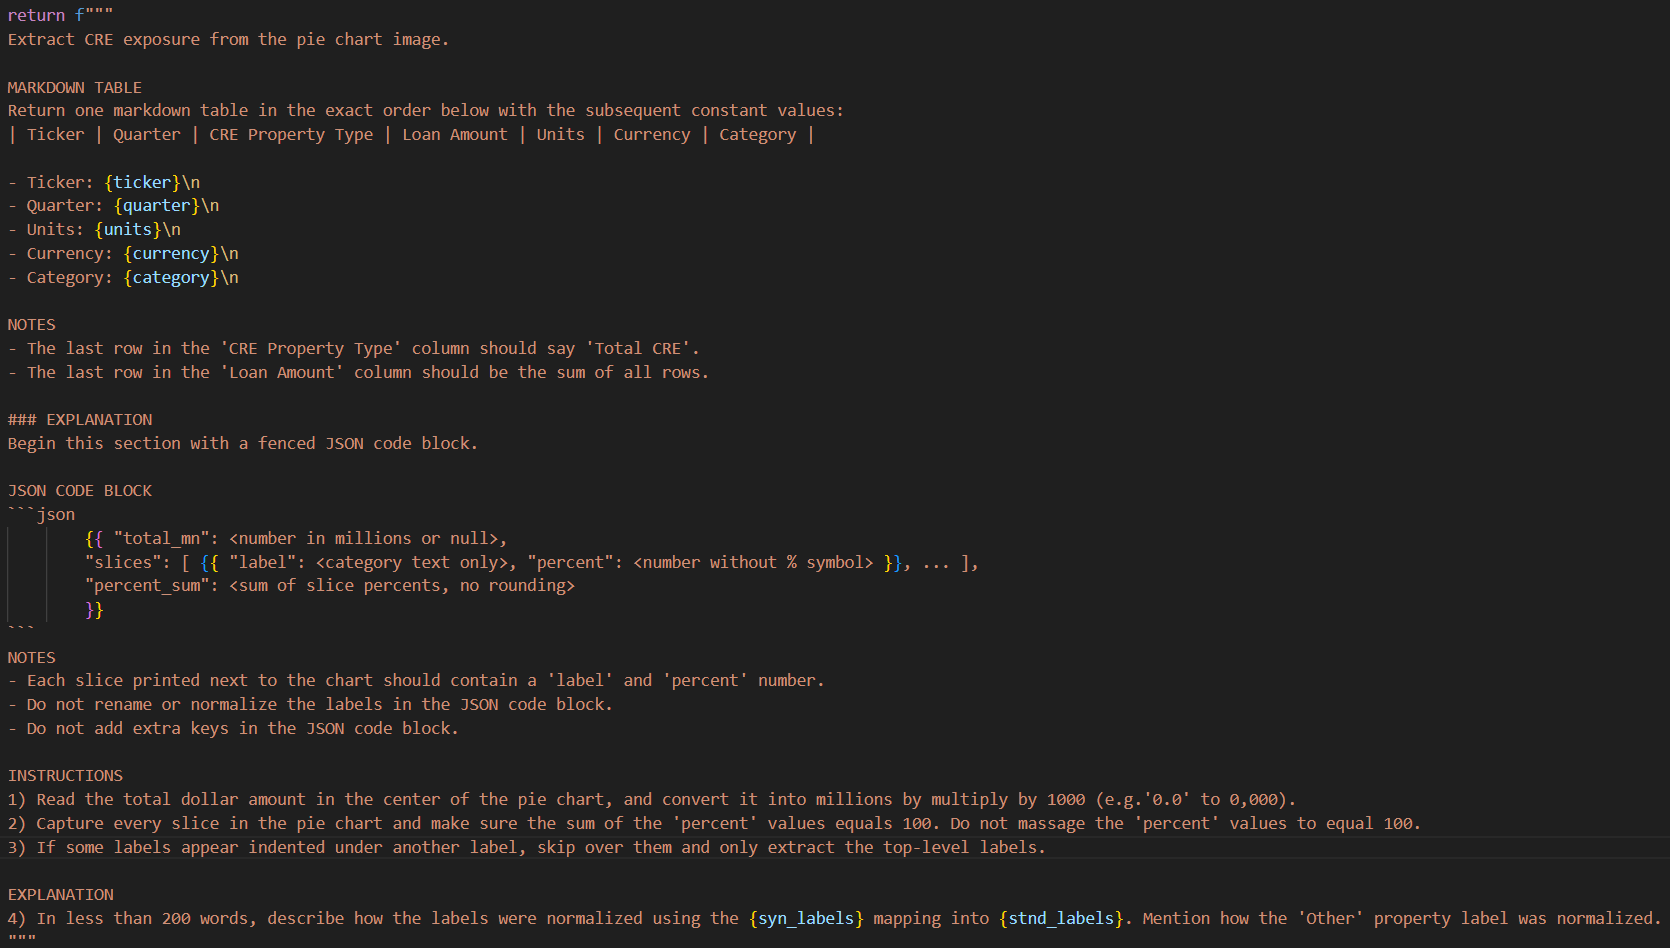 return f"""
Extract CRE exposure from the pie chart image.
MARKDOWN TABLE
Return one markdown table in the exact order below with the subsequent constant values:
| Ticker | Quarter | CRE Property Type | Loan Amount | Units | Currency | Category |
- Ticker: {ticker}\n
- Quarter: {quarter}\n
- Units: {units}\n
- Currency: {currency}\n
- Category: {category}\n
NOTES
- The last row in the 'CRE Property Type' column should say 'Total CRE'.
- The last row in the 'Loan Amount' column should be the sum of all rows.
### EXPLANATION
Begin this section with a fenced JSON code block.
JSON CODE BLOCK
```json
{{ "total_mn": <number in millions or null>,
"slices": [ {{ "label": <category text only>, "percent": <number without % symbol> }}, ... ],
"percent_sum": <sum of slice percents, no rounding>
}}
```
NOTES
- Each slice printed next to the chart should contain a 'label' and 'percent' number.
- Do not rename or normalize the labels in the JSON code block.
- Do not add extra keys in the JSON code block.
INSTRUCTIONS
1) Read the total dollar amount in the center of the pie chart, and convert it into millions by multiply by 1000 (e.g.'0.0' to 0,000).
2) Capture every slice in the pie chart and make sure the sum of the 'percent' values equals 100. Do not massage the 'percent' values to equal 100.
3) If some labels appear indented under another label, skip over them and only extract the top-level labels.
EXPLANATION
4) In less than 200 words, describe how the labels were normalized using the {syn_labels} mapping into {stnd_labels}. Mention how the 'Other' property label was normalized.
"""